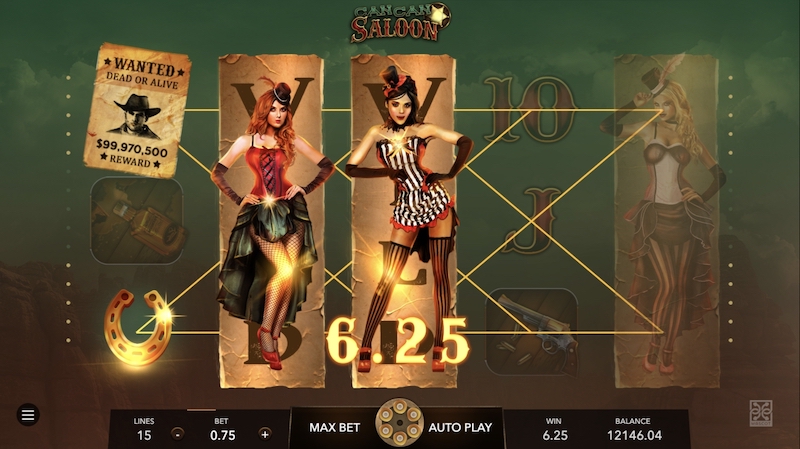 CANCAN
SALOON
WANTED
DEAD OR ALIVE
$99,970,500
REWARD
W
L
D
W
I
L
D
10
J
6.25
LINES
15
-
BET
0.75
+
MAX BET
AUTO PLAY
WIN
6.25
BALANCE
12146.04